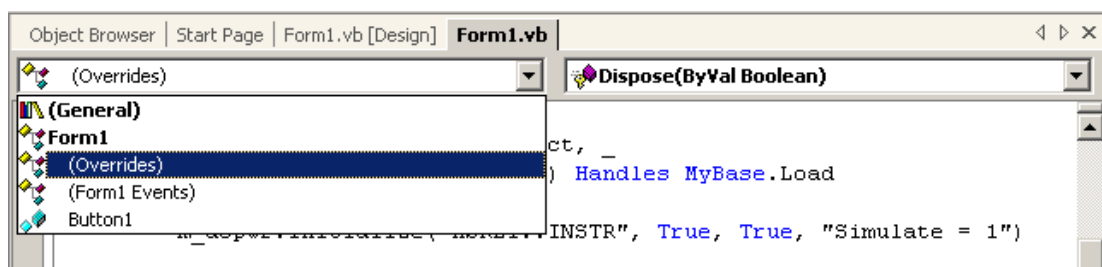 Object Browser | Start Page | Form1.vb [Design] Form1.vb
(Overrides) Dispose(ByVal Boolean)
(General)
Form1
ct, _
(Overrides)
) Handles MyBase.Load
(Form1 Events)
Button1
INSTR", True, True, "Simulate = 1")